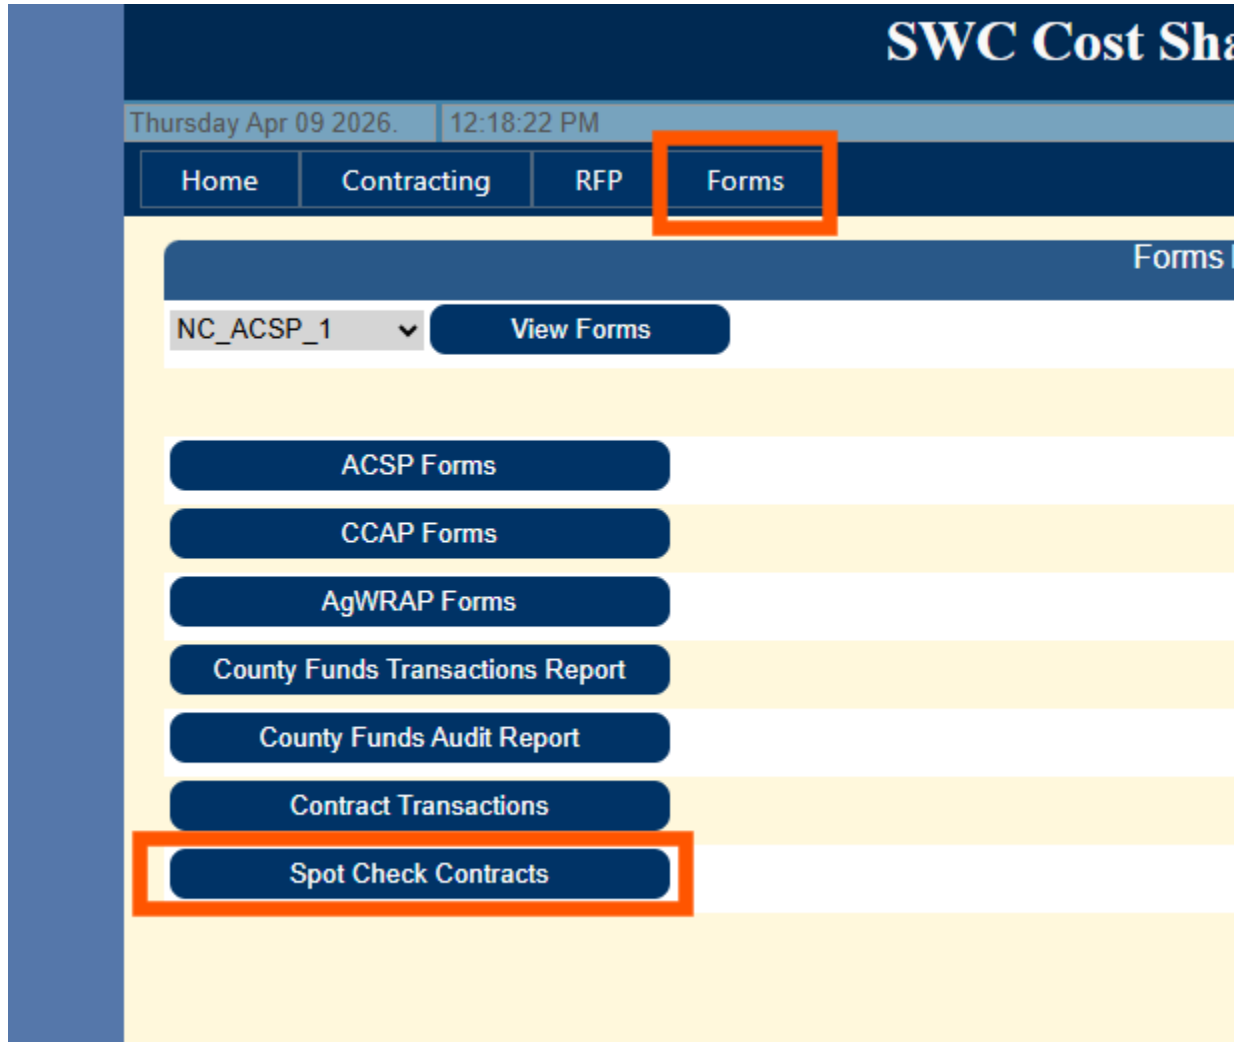 SWC Cost Sha
Thursday Apr 09 2026. 12:18:22 PM
Home Contracting RFP Forms
Forms
NC_ACSP_1 View Forms
ACSP Forms
CCAP Forms
AgWRAP Forms
County Funds Transactions Report
County Funds Audit Report
Contract Transactions
Spot Check Contracts